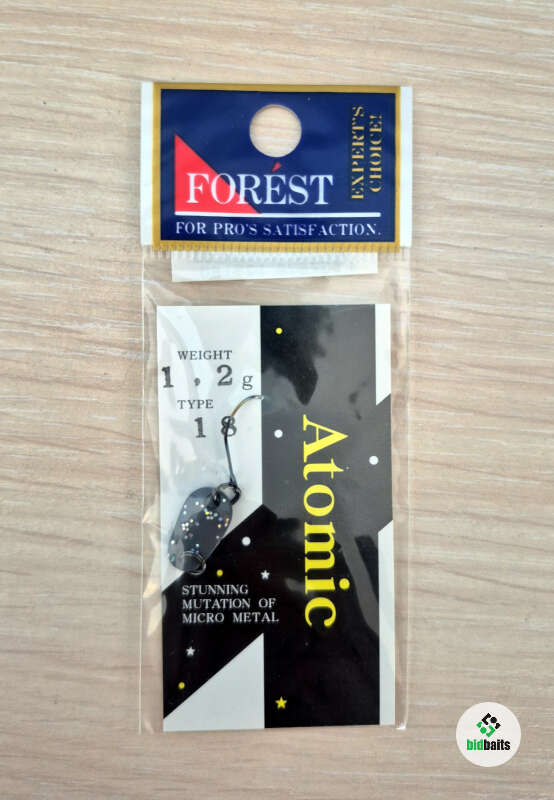 EXPERT'S
CHOICE!
FORÉST
FOR PRO'S SATISFACTION.
WEIGHT
1.2g
TYPE
18
Atomic
STUNNING
MUTATION OF
MICRO METAL
bidbaits